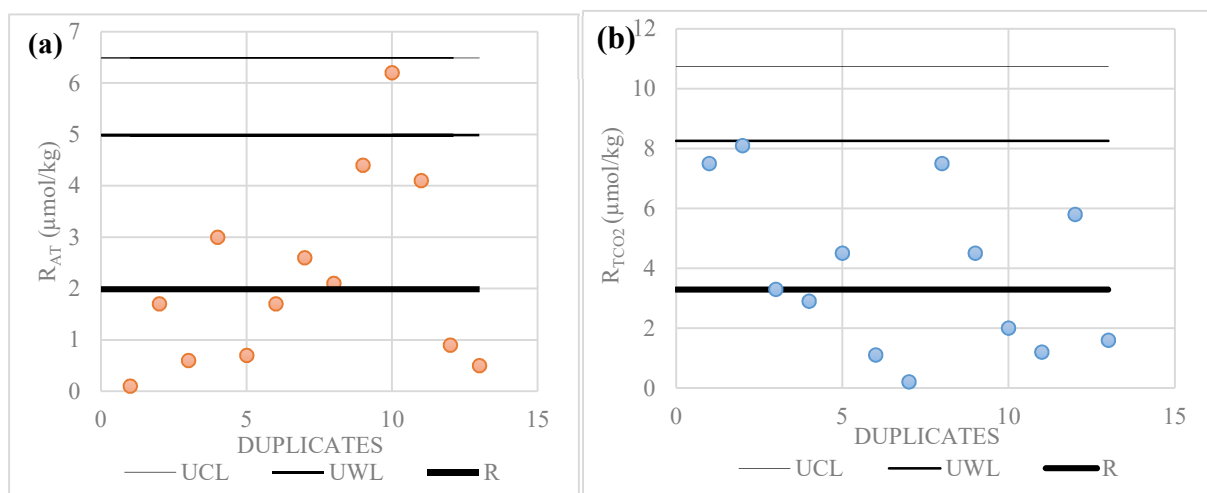 (a)
7
6
5
4
3
2
1
0
R_AT (µmol/kg)
0 5 10 15
DUPLICATES
UCL UWL R
(b)
12
10
8
6
4
2
0
R_TCO2 (µmol/kg)
0 5 10 15
DUPLICATES
UCL UWL R